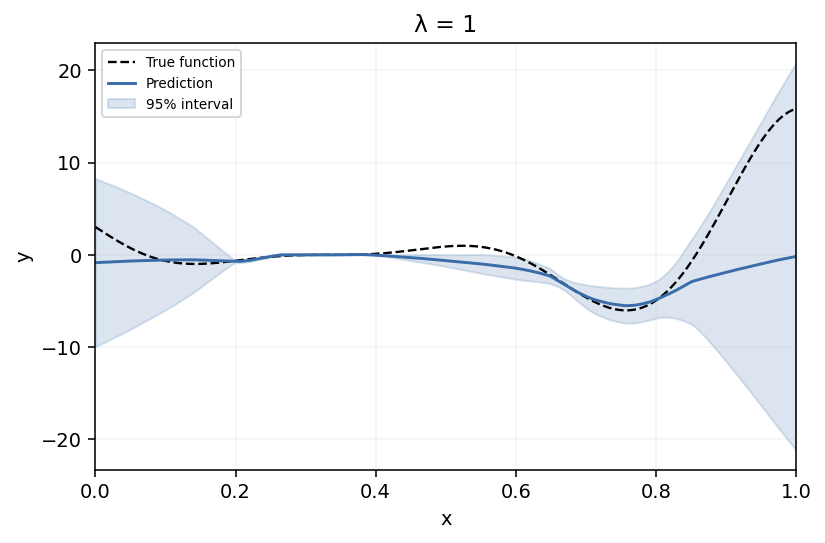 λ = 1
True function
Prediction
95% interval
20
10
0
−10
−20
y
0.0 0.2 0.4 0.6 0.8 1.0
x